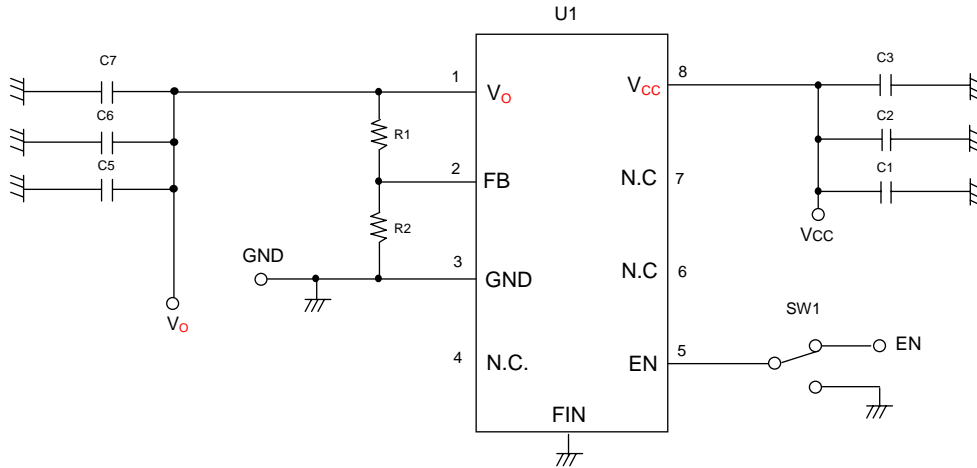 U1
C7
C6
C5
VO
R1
R2
GND
1
2
3
4
VO
FB
GND
N.C.
FIN
VCC
N.C
N.C
EN
8
7
6
5
C3
C2
C1
VCC
SW1
EN